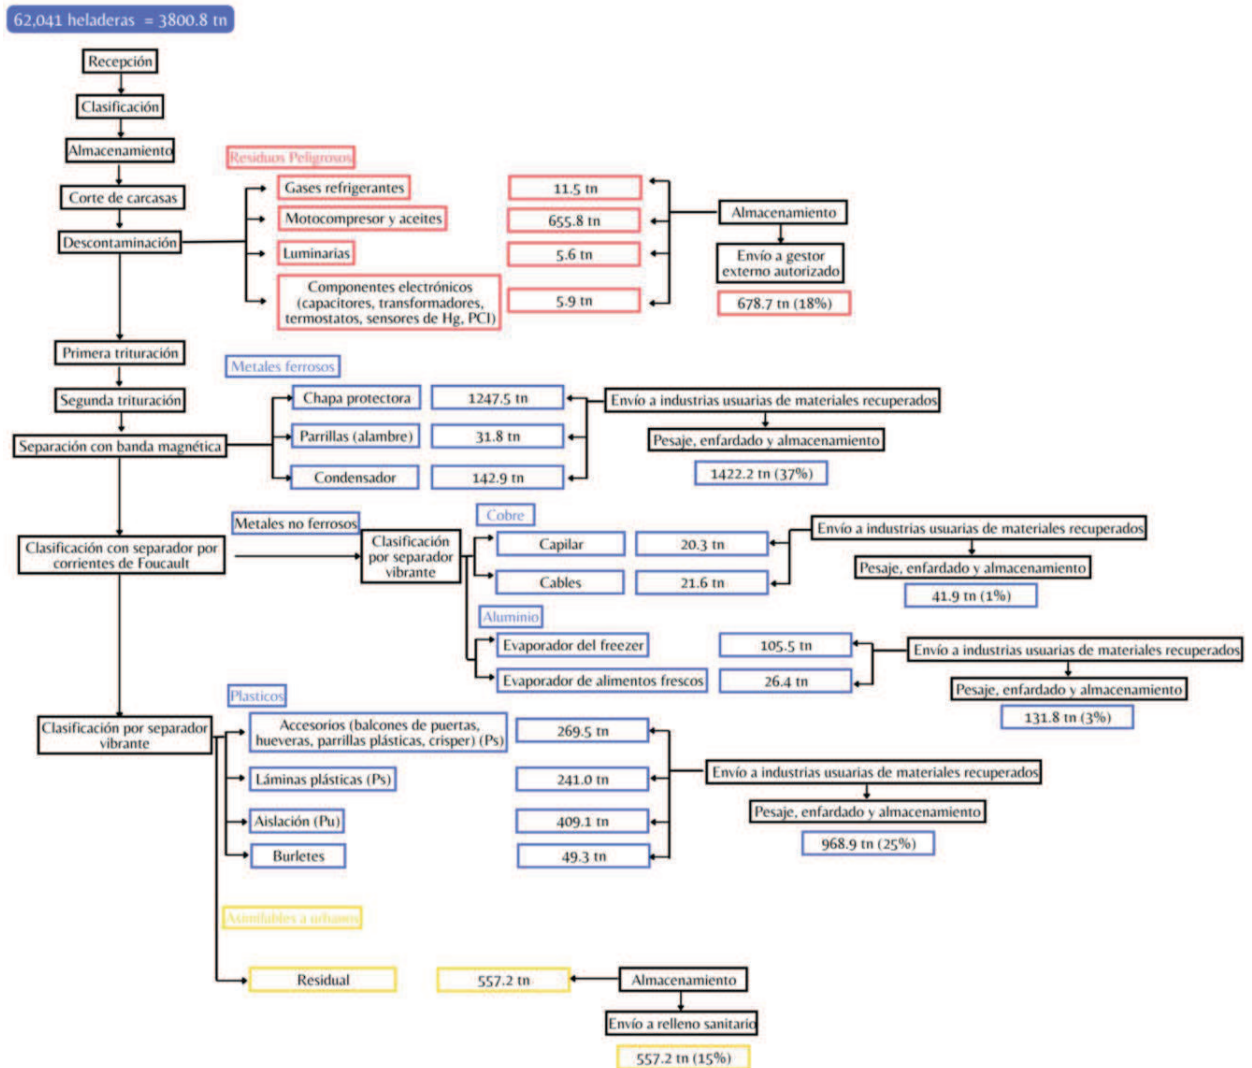 62,041 heladeras = 3800.8 tn
Recepción
Clasificación
Almacenamiento
Corte de carcasas
Descontaminación
Residuos Peligrosos
Gases refrigerantes
11.5 tn
Motocompresor y aceites
655.8 tn
Luminarias
5.6 tn
Componentes electrónicos
(capacitores, transformadores,
termostatos, sensores de Hg, PCI)
5.9 tn
Almacenamiento
Envío a gestor
externo autorizado
678.7 tn (18%)
Primera trituración
Segunda trituración
Separación con banda magnética
Metales ferrosos
Chapa protectora
1247.5 tn
Parrillas (alambre)
31.8 tn
Condensador
142.9 tn
Envío a industrias usuarias de materiales recuperados
Pesaje, enfardado y almacenamiento
1422.2 tn (37%)
Clasificación con separador por
corrientes de Foucault
Metales no ferrosos
Clasificación
por separador
vibrante
Cobre
Capilar
20.3 tn
Cables
21.6 tn
Envío a industrias usuarias de materiales recuperados
Pesaje, enfardado y almacenamiento
41.9 tn (1%)
Aluminio
Evaporador del freezer
105.5 tn
Evaporador de alimentos frescos
26.4 tn
Envío a industrias usuarias de materiales recuperados
Pesaje, enfardado y almacenamiento
131.8 tn (3%)
Clasificación por separador
vibrante
Plasticos
Accesorios (balcones de puertas,
hueveras, parrillas plásticas, crisper) (Ps)
269.5 tn
Láminas plásticas (Ps)
241.0 tn
Aislación (Pu)
409.1 tn
Burletes
49.3 tn
Envío a industrias usuarias de materiales recuperados
Pesaje, enfardado y almacenamiento
968.9 tn (25%)
Asimilables a urbanos
Residual
557.2 tn
Almacenamiento
Envío a relleno sanitario
557.2 tn (15%)